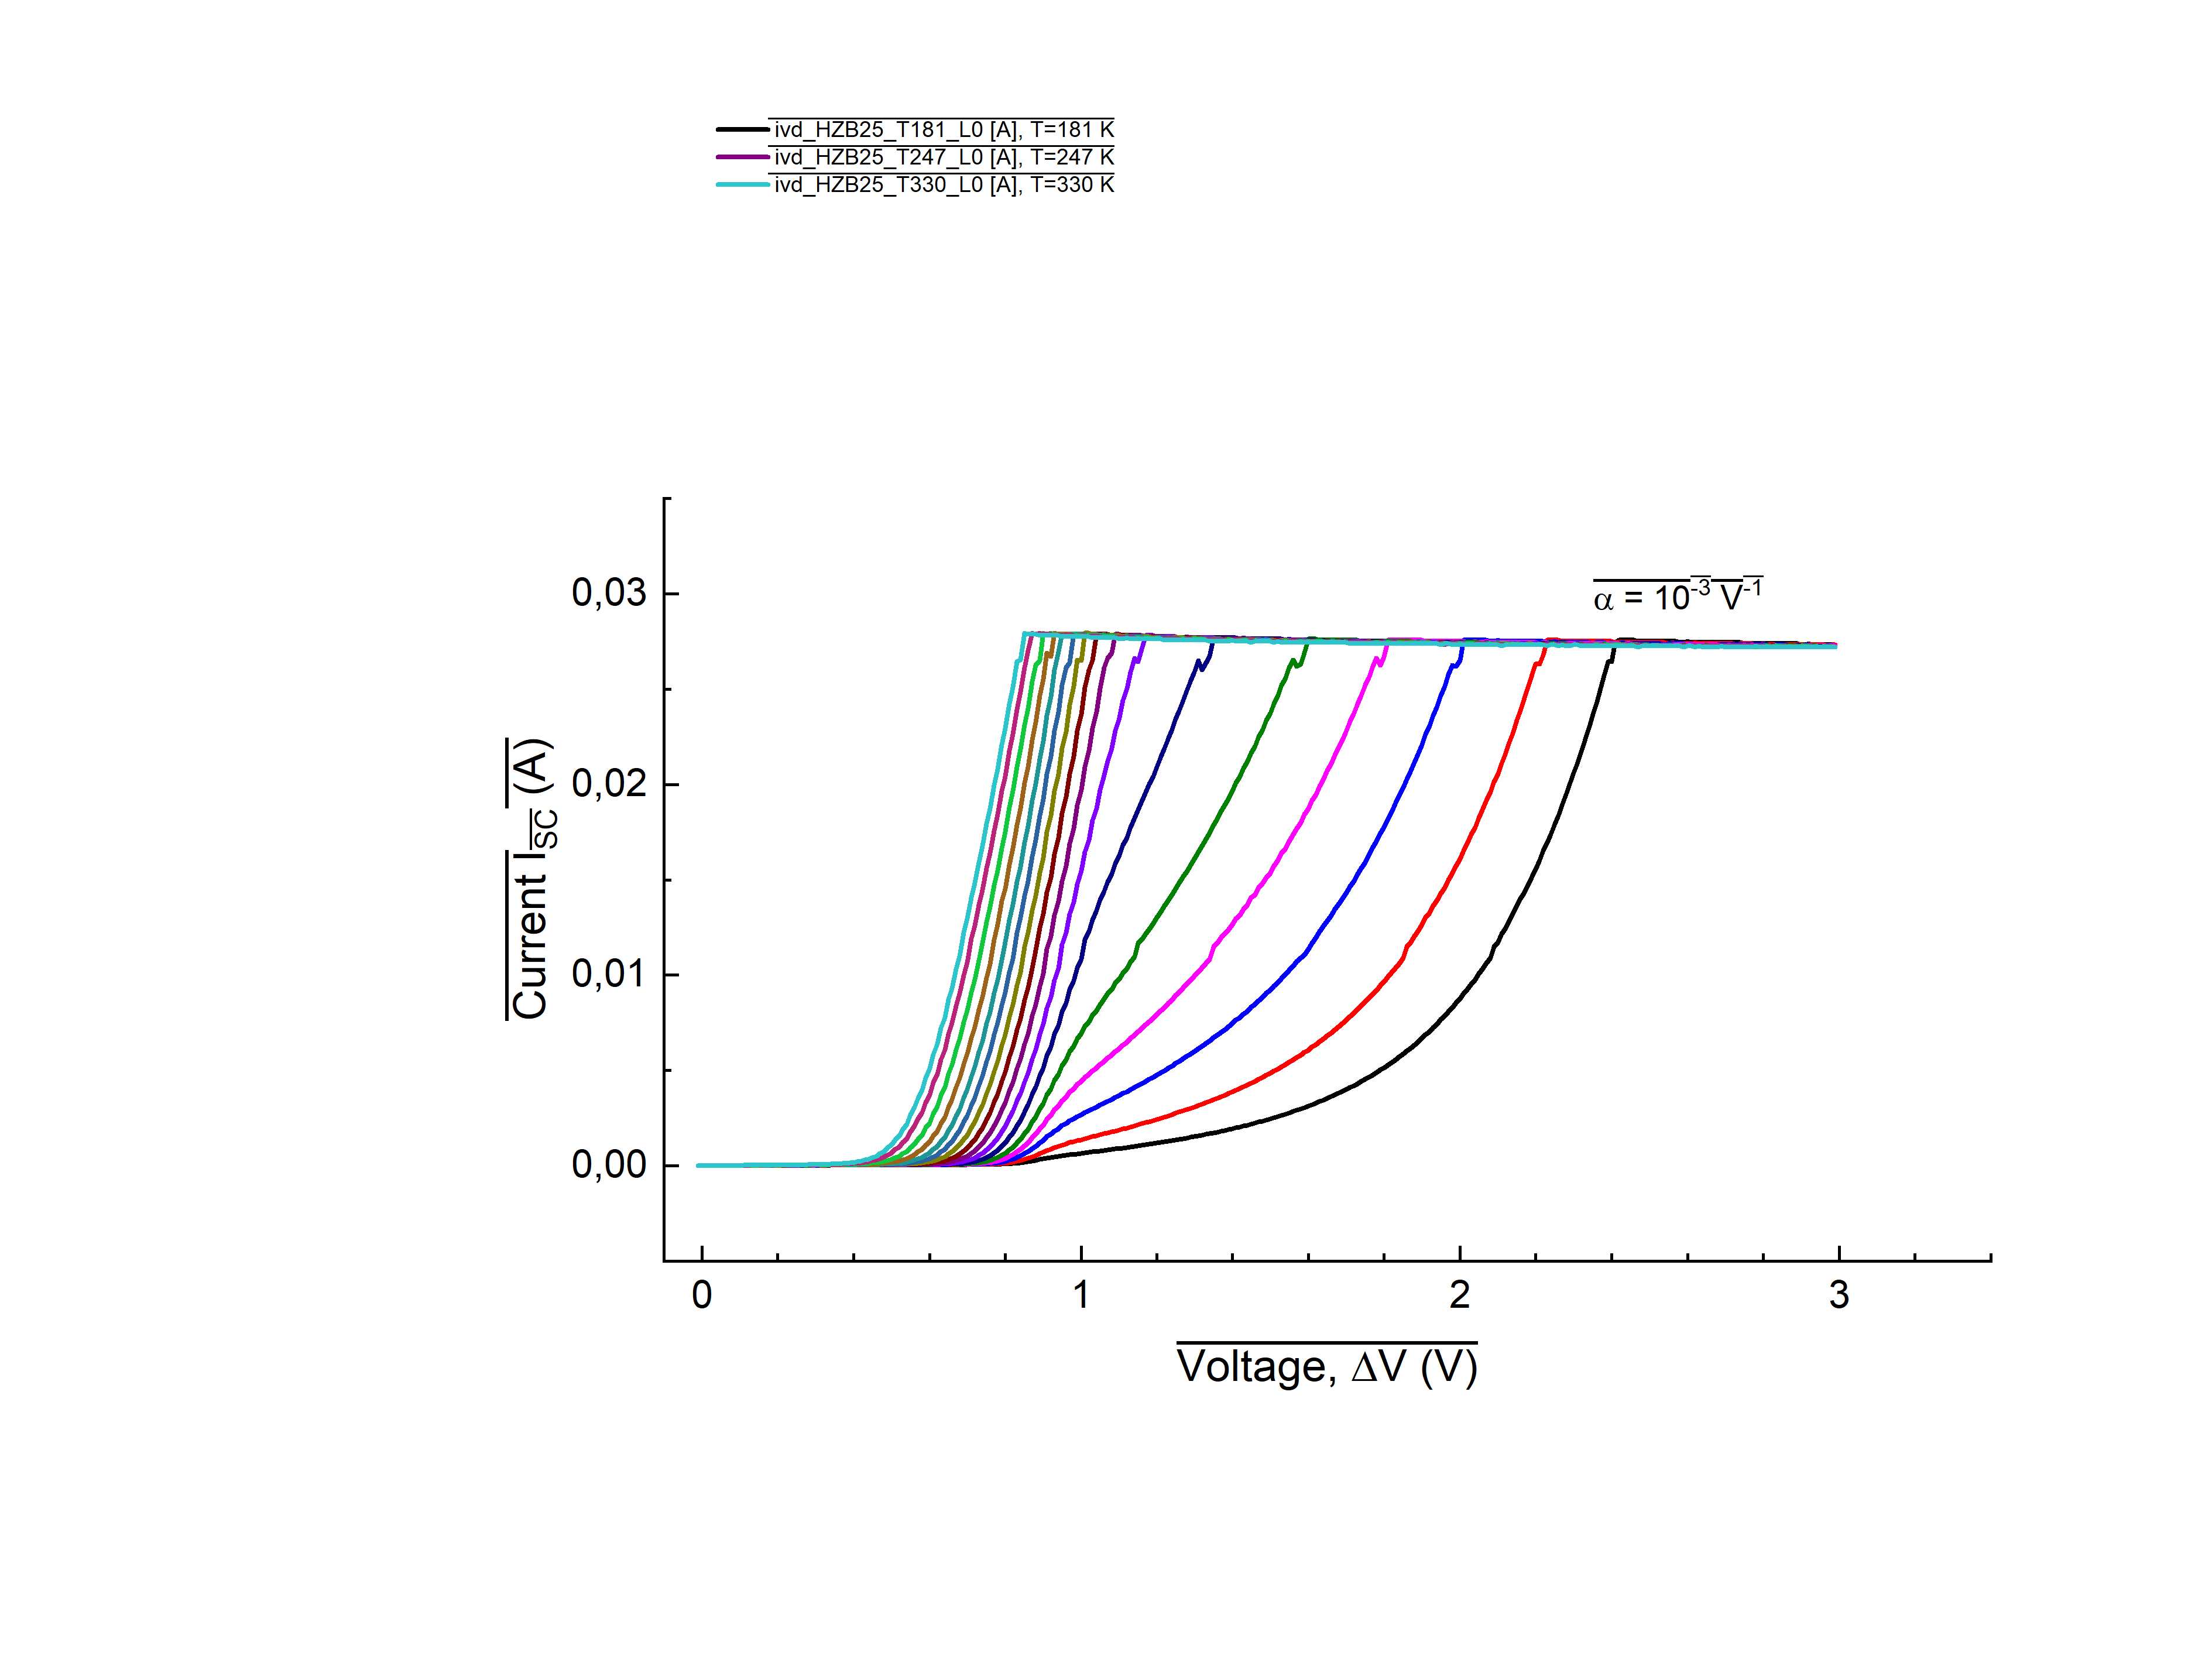 ivd_HZB25_T181_L0 [A], T=181 K
ivd_HZB25_T247_L0 [A], T=247 K
ivd_HZB25_T330_L0 [A], T=330 K
α = 10⁻³ V⁻¹
0,03
0,02
0,01
0,00
Current I_SC (A)
0 1 2 3
Voltage, ΔV (V)